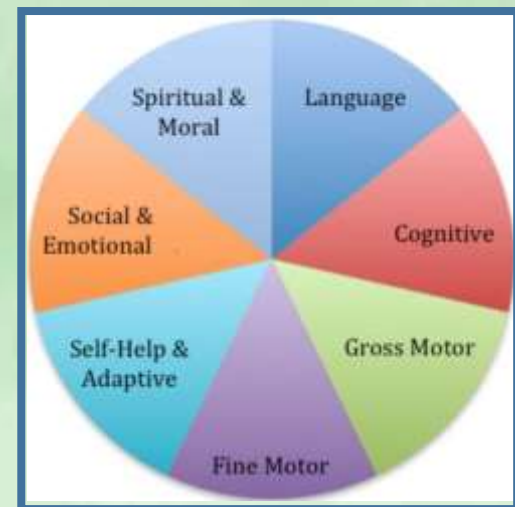 Language
Cognitive
Gross Motor
Fine Motor
Self-Help &
Adaptive
Social &
Emotional
Spiritual &
Moral